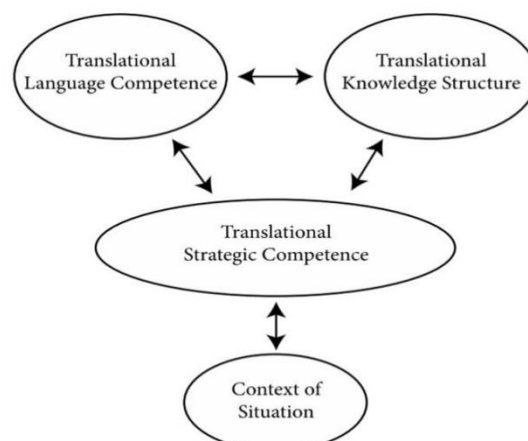 Translational
Language Competence
Translational
Knowledge Structure
Translational
Strategic Competence
Context of
Situation